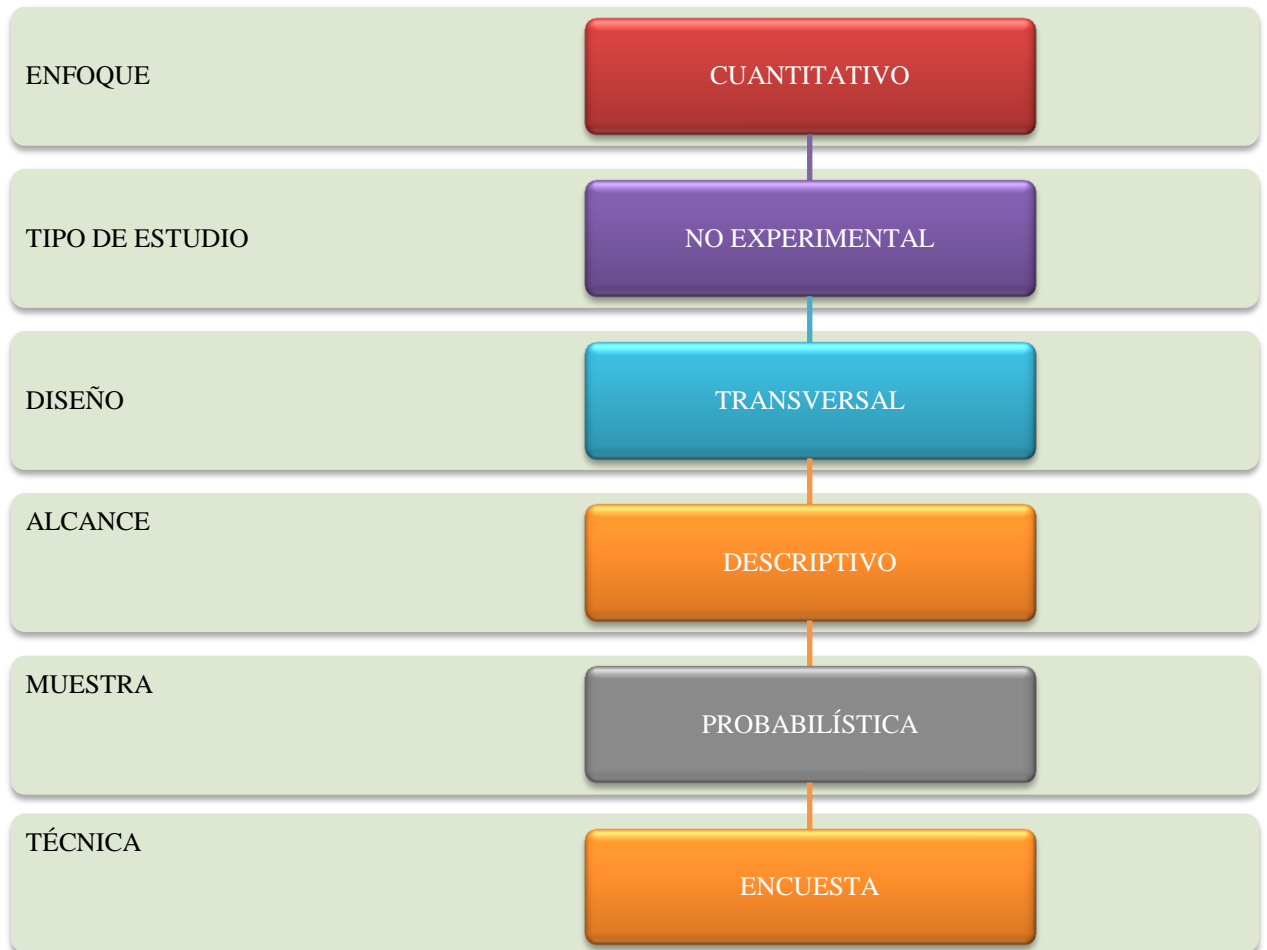 ENFOQUE
CUANTITATIVO
TIPO DE ESTUDIO
NO EXPERIMENTAL
DISEÑO
TRANSVERSAL
ALCANCE
DESCRIPTIVO
MUESTRA
PROBABILÍSTICA
TÉCNICA
ENCUESTA